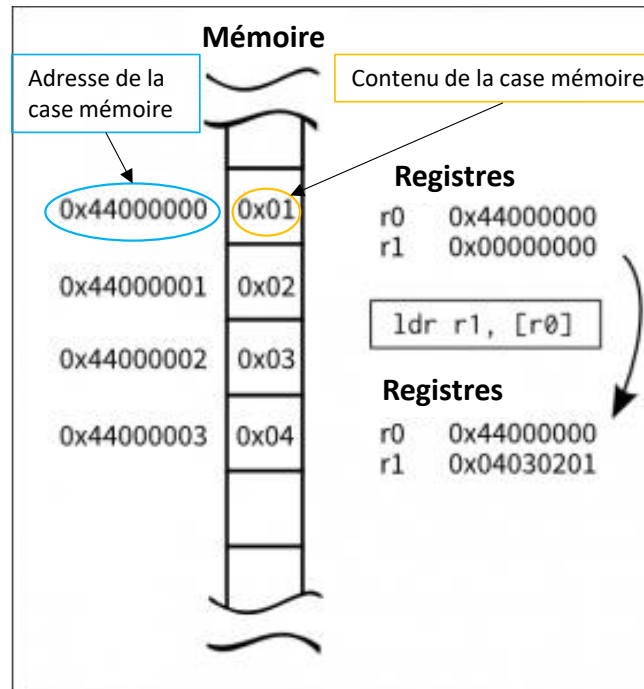 Mémoire
Adresse de la
case mémoire
Contenu de la case mémoire
Registres
0x44000000 0x01
r0 0x44000000
r1 0x00000000
0x44000001 0x02
ldr r1, [r0]
0x44000002 0x03
Registres
0x44000003 0x04
r0 0x44000000
r1 0x04030201